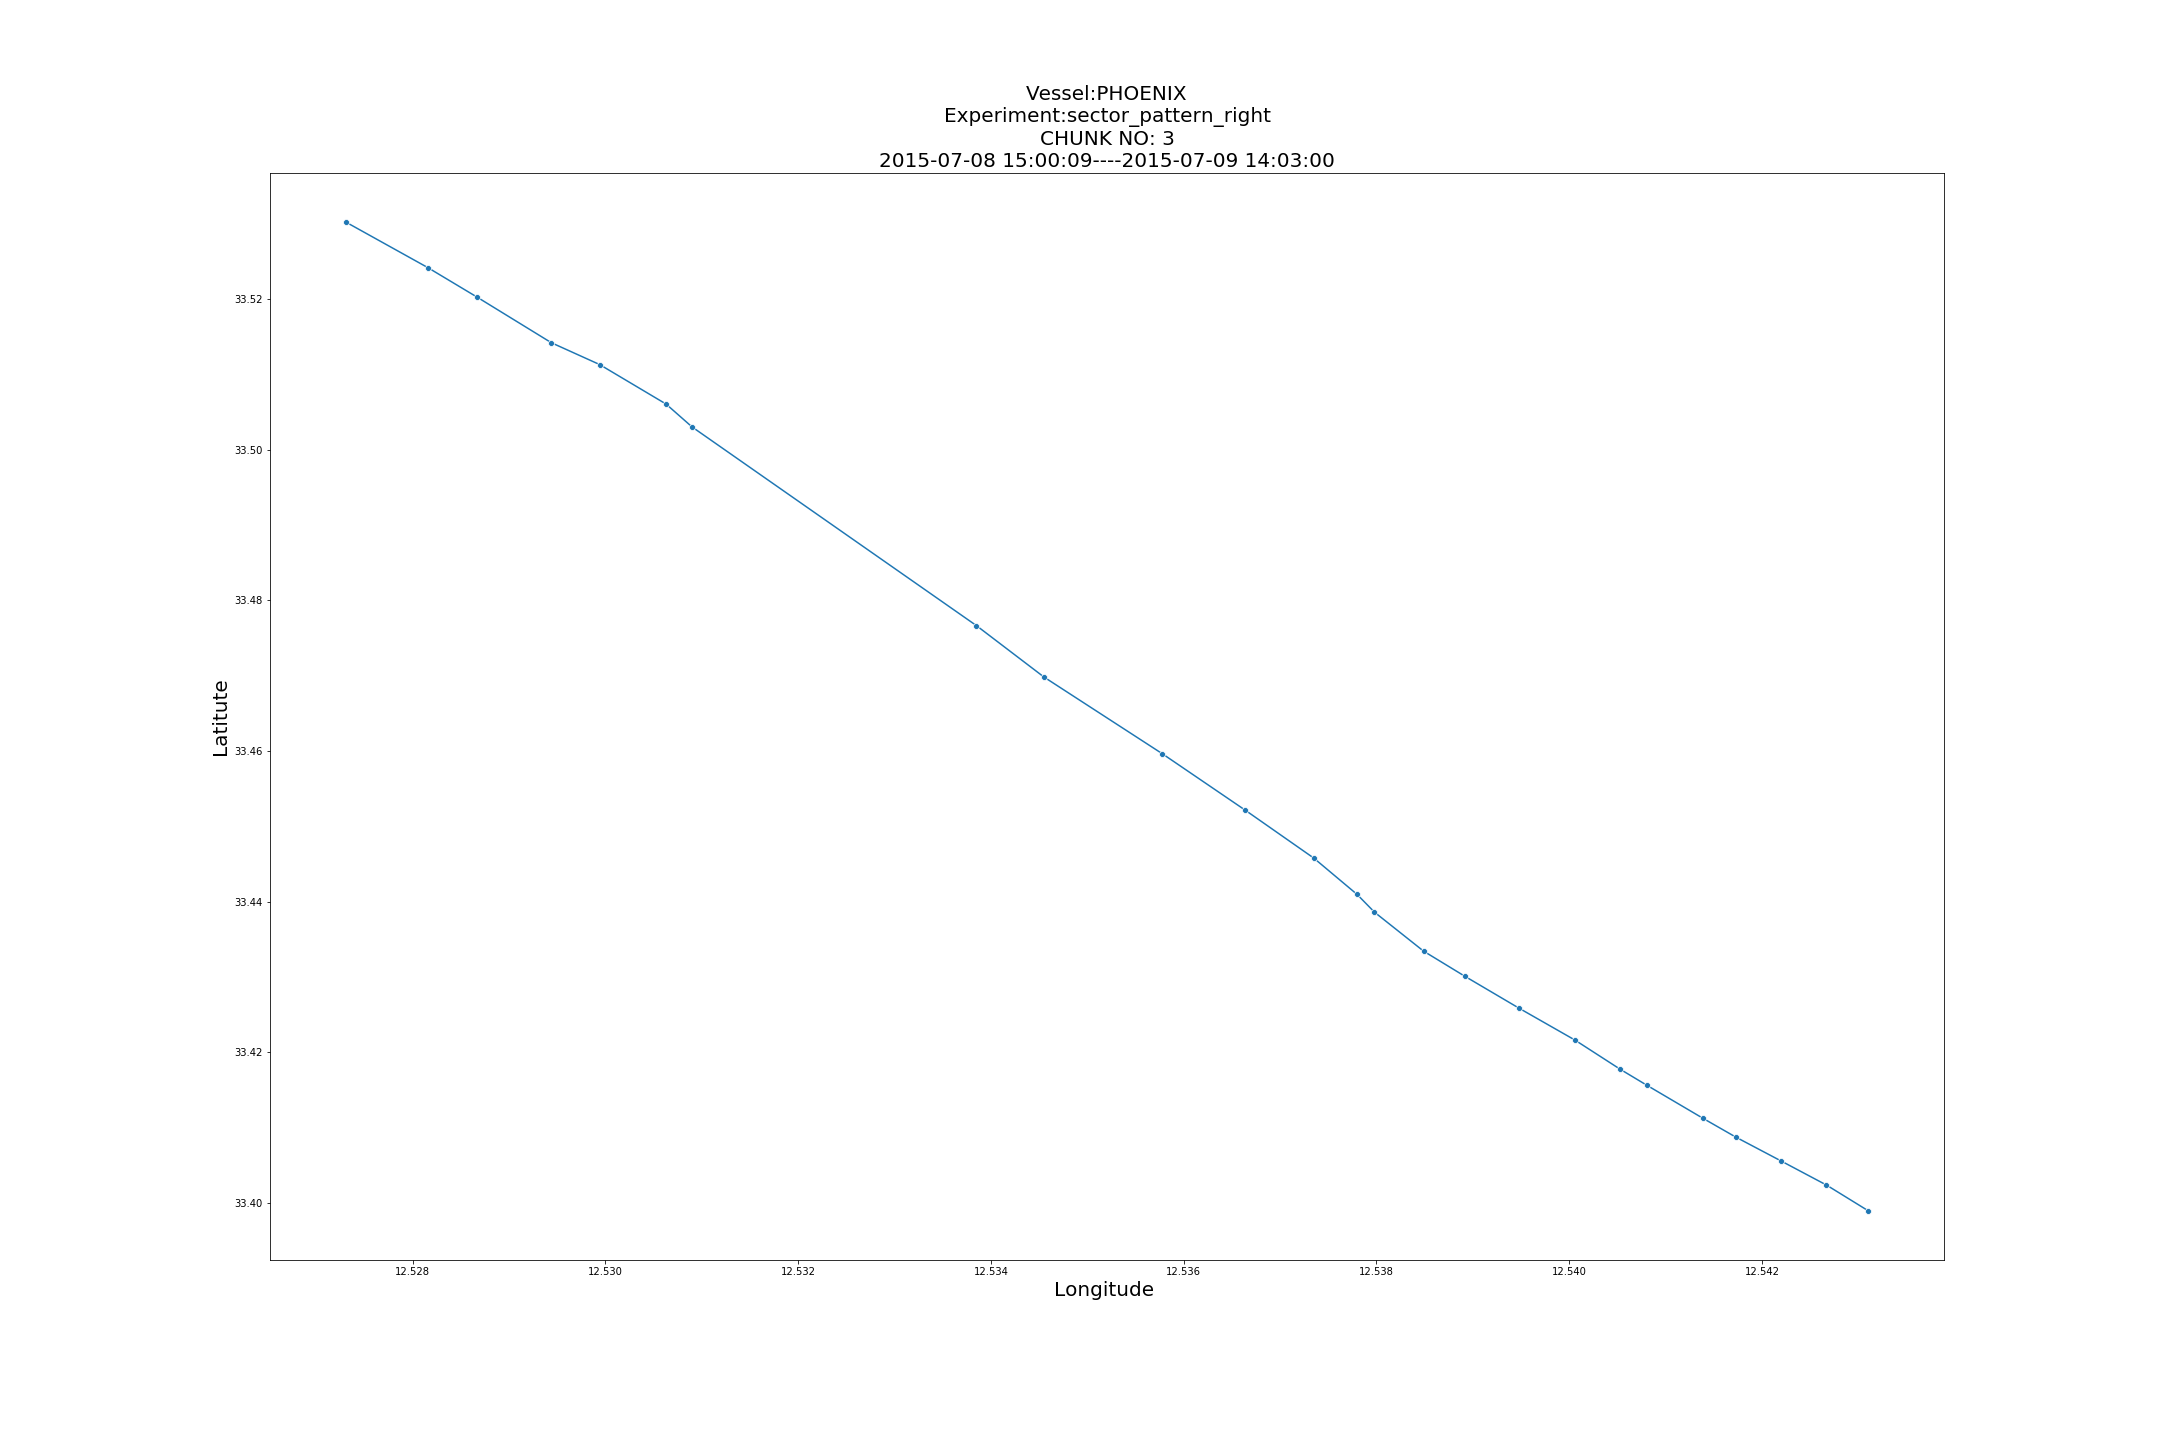 Vessel:PHOENIX
Experiment:sector_pattern_right
CHUNK NO: 3
2015-07-08 15:00:09----2015-07-09 14:03:00
33.52
33.50
33.48
33.46
33.44
33.42
33.40
Latitute
12.528 12.530 12.532 12.534 12.536 12.538 12.540 12.542
Longitude